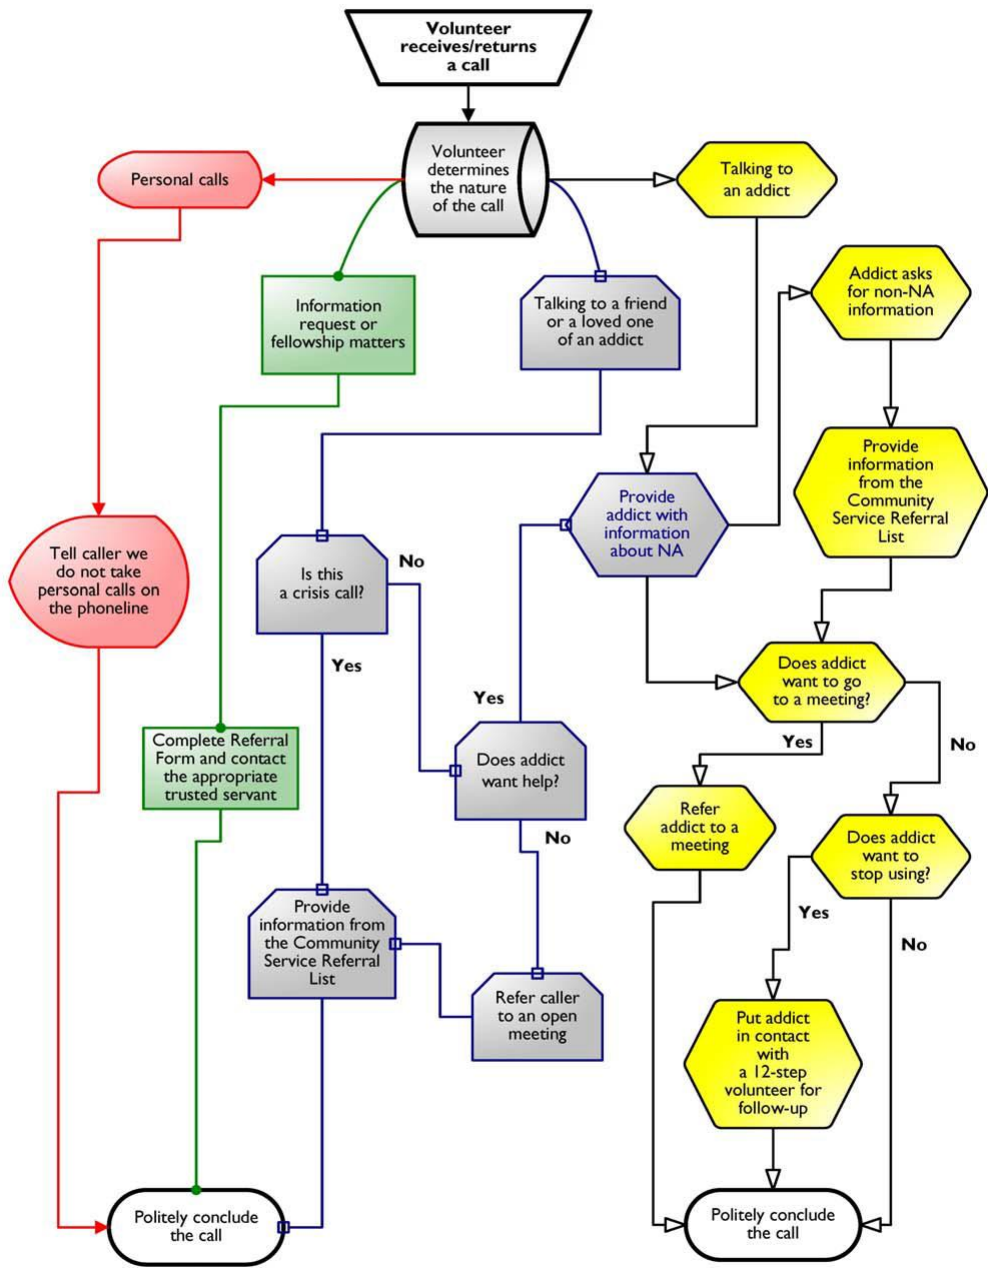 Volunteer
receives/returns
a call
Volunteer
determines
the nature
of the call
Personal calls
Talking to
an addict
Information
request or
fellowship matters
Talking to a friend
or a loved one
of an addict
Addict asks
for non-NA
information
Provide
information
from the
Community
Service Referral
List
Provide
addict with
information
about NA
Tell caller we
do not take
personal calls on
the phoneline
Is this
a crisis call?
No
Yes
Yes
Does addict
want to go
to a meeting?
Yes
No
Complete Referral
Form and contact
the appropriate
trusted servant
Does addict
want help?
No
Refer
addict to a
meeting
Does addict
want to
stop using?
Yes
No
Provide
information from
the Community
Service Referral
List
Refer caller
to an open
meeting
Put addict
in contact
with
a 12-step
volunteer for
follow-up
Politely conclude
the call
Politely conclude
the call